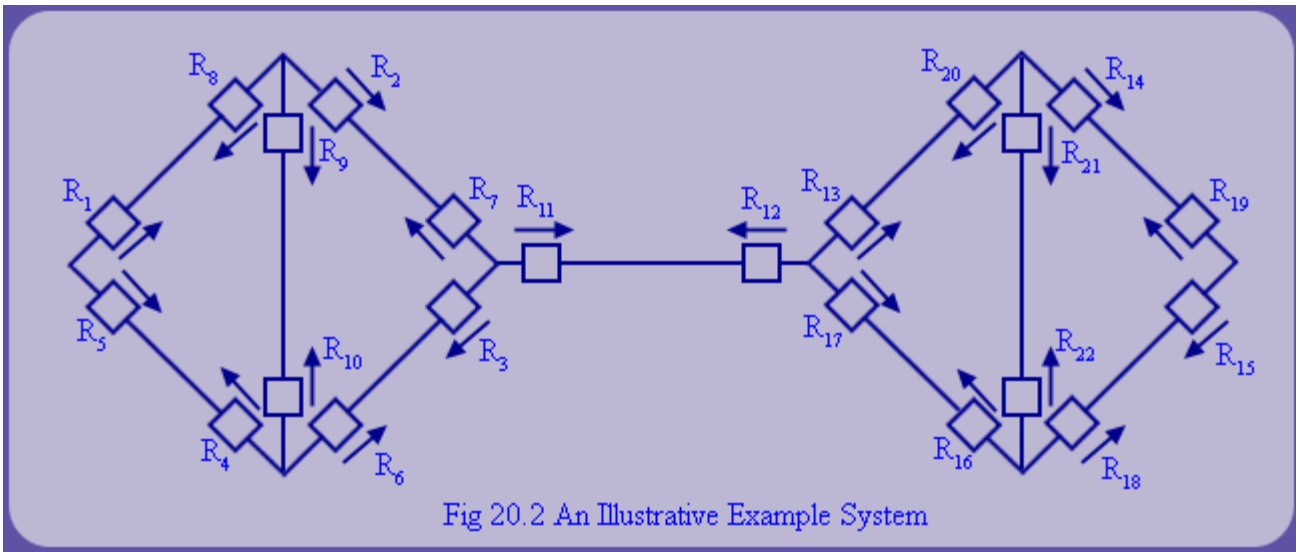 R₈ R₂ R₂₀ R₁₄
R₉ R₂₁
R₁ R₇ R₁₁ R₁₂ R₁₃ R₁₉
R₅ R₁₀ R₃ R₁₇ R₂₂ R₁₅
R₄ R₆ R₁₆ R₁₈
Fig 20.2 An Illustrative Example System